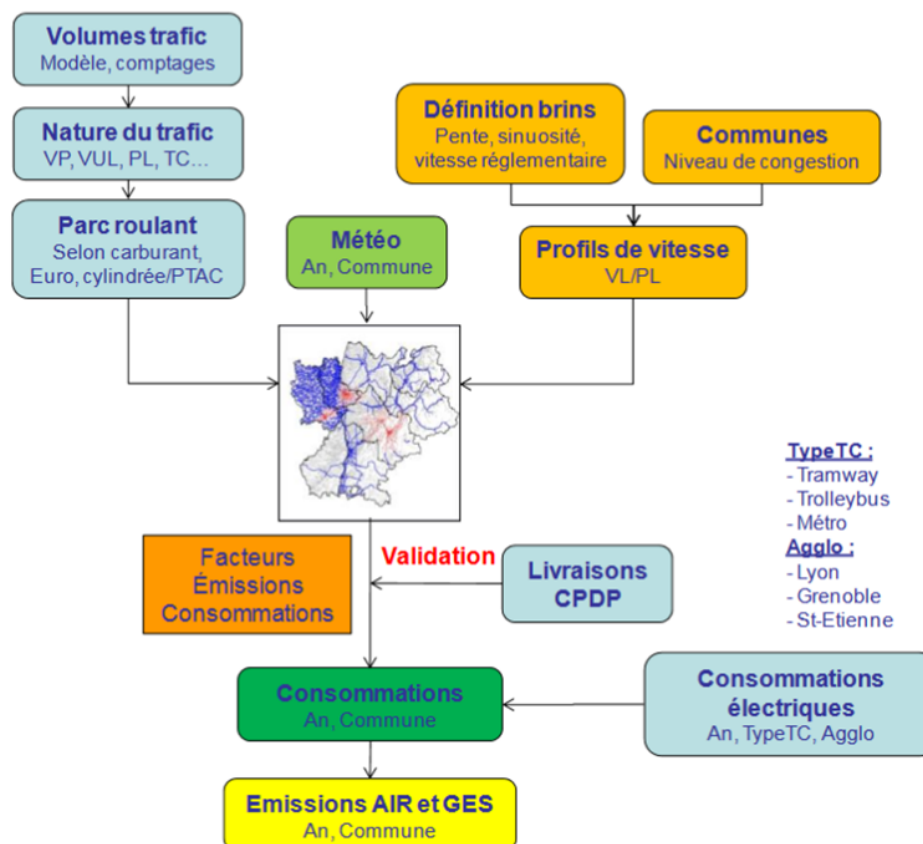 Volumes trafic
Modèle, comptages
Nature du trafic
VP, VUL, PL, TC...
Parc roulant
Selon carburant,
Euro, cylindrée/PTAC
Météo
An, Commune
Définition brins
Pente, sinuosité,
vitesse réglementaire
Communes
Niveau de congestion
Profils de vitesse
VL/PL
TypeTC :
- Tramway
- Trolleybus
- Métro
Agglo :
- Lyon
- Grenoble
- St-Etienne
Facteurs
Émissions
Consommations
Validation
Livraisons
CPDP
Consommations
An, Commune
Consommations
électriques
An, TypeTC, Agglo
Emissions AIR et GES
An, Commune